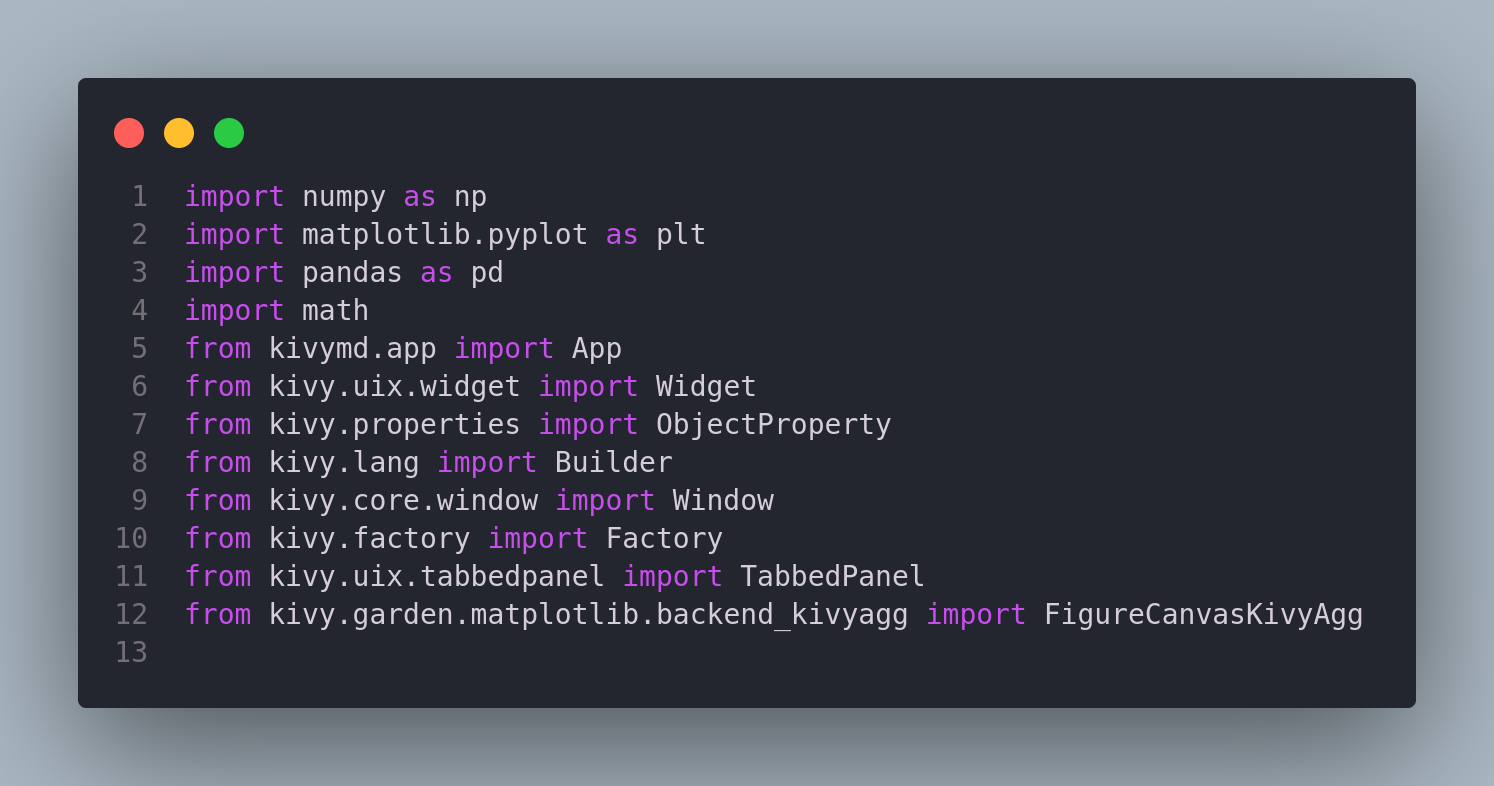 1 import numpy as np
2 import matplotlib.pyplot as plt
3 import pandas as pd
4 import math
5 from kivymd.app import App
6 from kivy.uix.widget import Widget
7 from kivy.properties import ObjectProperty
8 from kivy.lang import Builder
9 from kivy.core.window import Window
10 from kivy.factory import Factory
11 from kivy.uix.tabbedpanel import TabbedPanel
12 from kivy.garden.matplotlib.backend_kivyagg import FigureCanvasKivyAgg
13